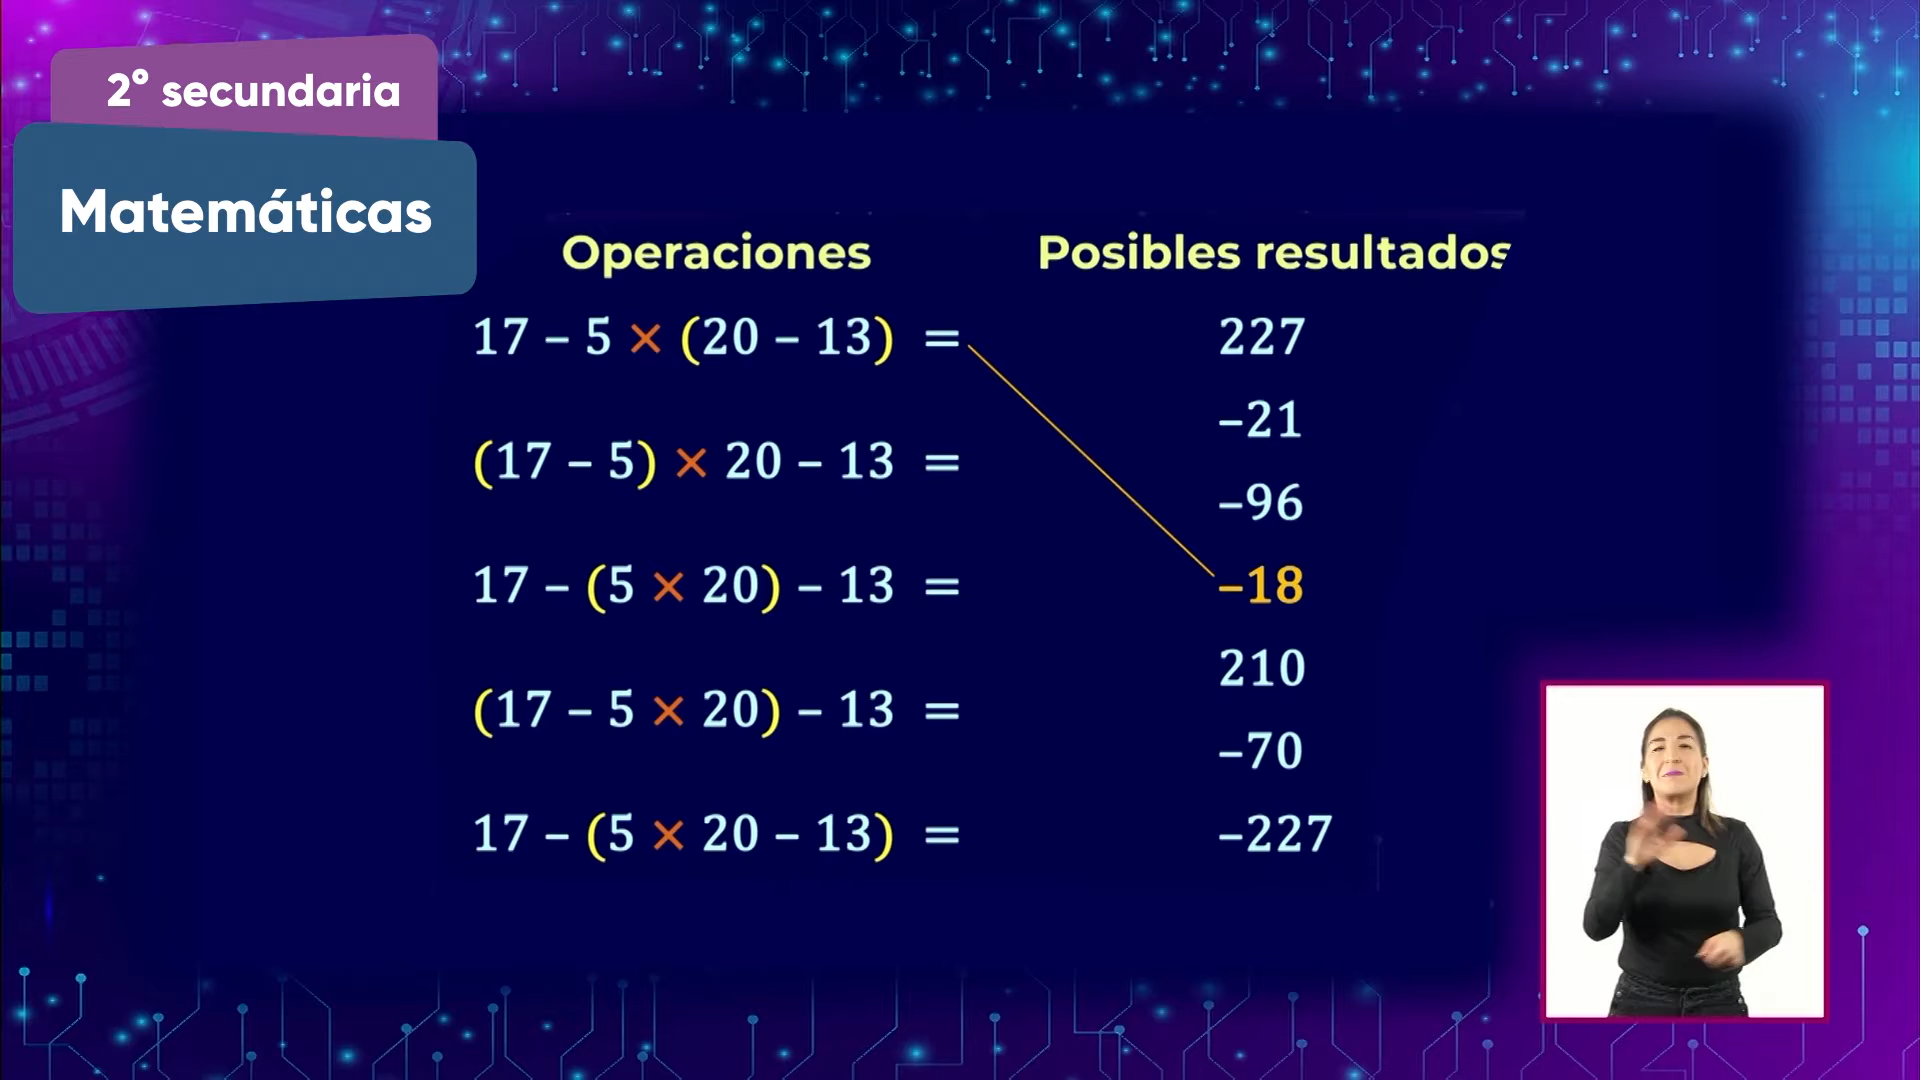 2° secundaria
Matemáticas
Operaciones
17 – 5 × (20 – 13) =
(17 – 5) × 20 – 13 =
17 – (5 × 20) – 13 =
(17 – 5 × 20) – 13 =
17 – (5 × 20 – 13) =
Posibles resultados
227
–21
–96
–18
210
–70
–227